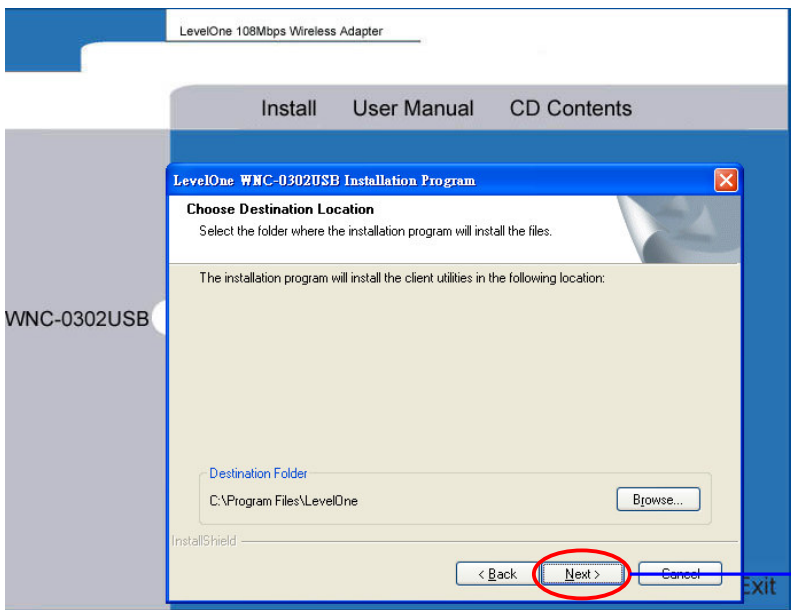 LevelOne 108Mbps Wireless Adapter
Install User Manual CD Contents
LevelOne WNC-0302USB Installation Program
Choose Destination Location
Select the folder where the installation program will install the files.
The installation program will install the client utilities in the following location:
WNC-0302USB
Destination Folder
C:\Program Files\LevelOne
Browse...
InstallShield
< Back Next > Cancel
Exit